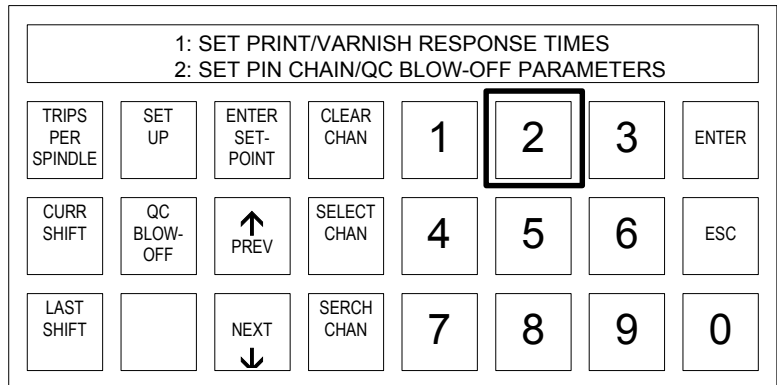 1: SET PRINT/VARNISH RESPONSE TIMES
2: SET PIN CHAIN/QC BLOW-OFF PARAMETERS
TRIPS
PER
SPINDLE
SET
UP
ENTER
SET-
POINT
CLEAR
CHAN
1
2
3
ENTER
CURR
SHIFT
QC
BLOW-
OFF
PREV
SELECT
CHAN
4
5
6
ESC
LAST
SHIFT
NEXT
SERCH
CHAN
7
8
9
0